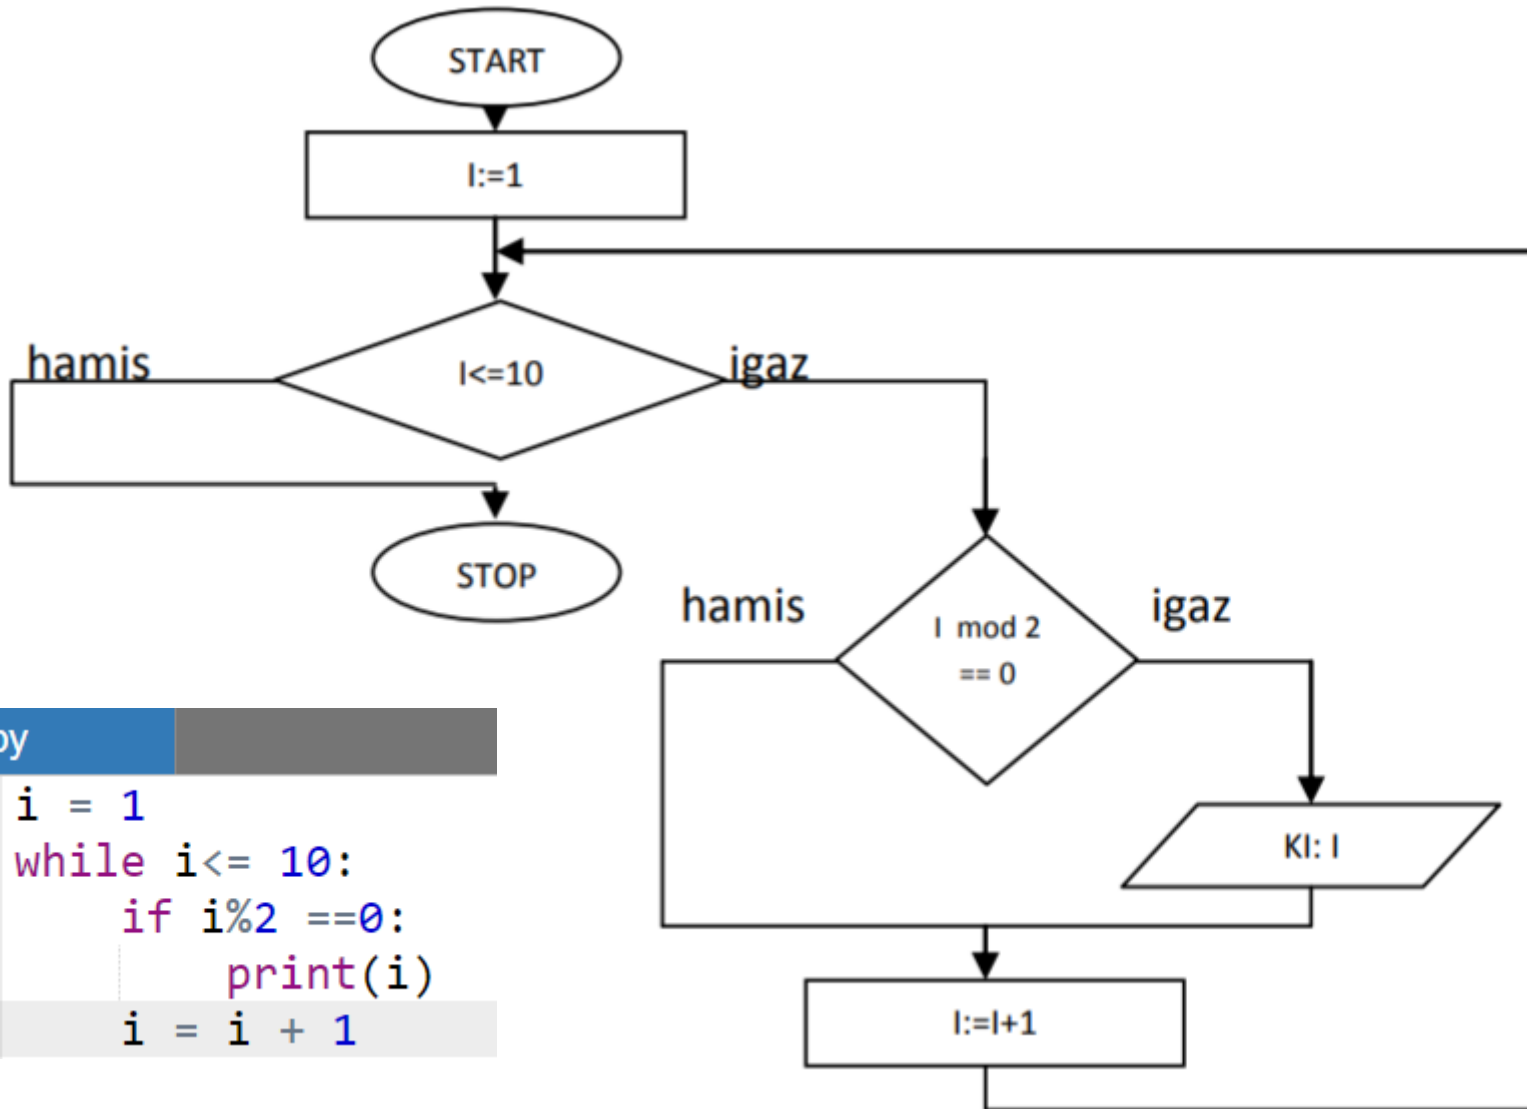 START
I:=1
hamis
I<=10
igaz
STOP
hamis
I mod 2
== 0
igaz
KI: I
I:=I+1
py
i = 1
while i<= 10:
if i%2 ==0:
print(i)
i = i + 1